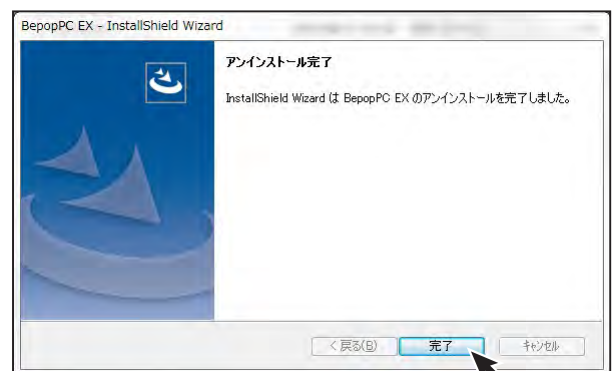 BepopPC EX - InstallShield Wizard
アンインストール完了
InstallShield Wizard は BepopPC EX のアンインストールを完了しました。
< 戻る(B)
完了
キャンセル